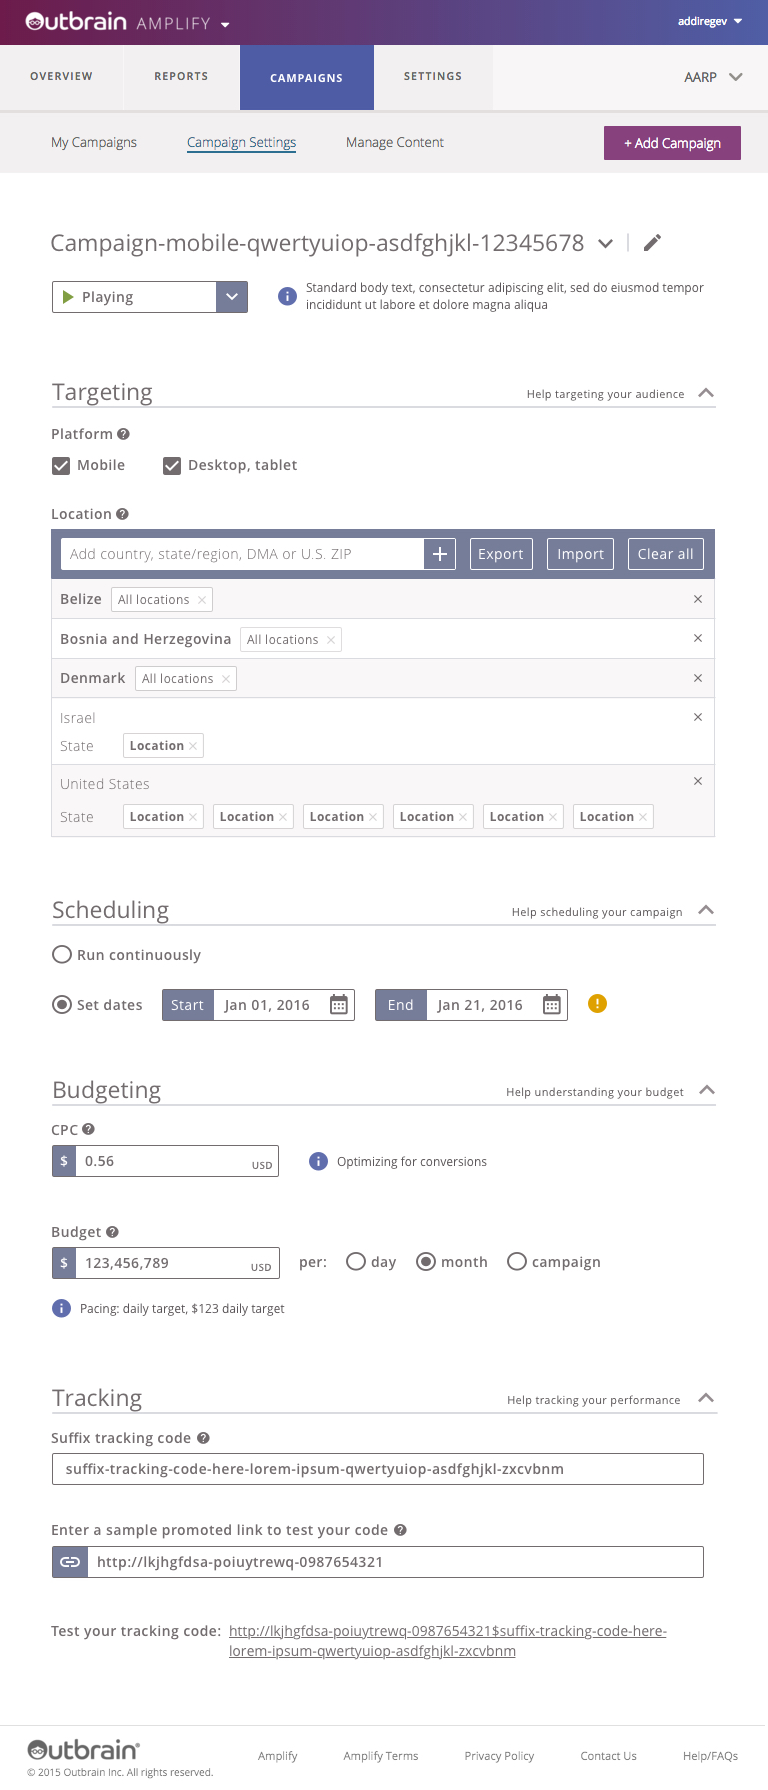 Outbrain AMPLIFY
addiregev
OVERVIEW REPORTS CAMPAIGNS SETTINGS AARP
My Campaigns Campaign Settings Manage Content + Add Campaign
Campaign-mobile-qwertyuiop-asdfghjkl-12345678
Playing
Standard body text, consectetur adipiscing elit, sed do eiusmod tempor
incididunt ut labore et dolore magna aliqua
Targeting Help targeting your audience
Platform ?
Mobile Desktop, tablet
Location ?
Add country, state/region, DMA or U.S. ZIP + Export Import Clear all
Belize All locations × ×
Bosnia and Herzegovina All locations × ×
Denmark All locations × ×
Israel ×
State Location ×
United States ×
State Location × Location × Location × Location × Location × Location ×
Scheduling Help scheduling your campaign
Run continuously
Set dates Start Jan 01, 2016 End Jan 21, 2016 !
Budgeting Help understanding your budget
CPC ?
$ 0.56 USD i Optimizing for conversions
Budget ?
$ 123,456,789 USD per: day month campaign
i Pacing: daily target, $123 daily target
Tracking Help tracking your performance
Suffix tracking code ?
suffix-tracking-code-here-lorem-ipsum-qwertyuiop-asdfghjkl-zxcvbnm
Enter a sample promoted link to test your code ?
http://lkjhgfdsa-poiuytrewq-0987654321
Test your tracking code: http://lkjhgfdsa-poiuytrewq-0987654321$suffix-tracking-code-here-
lorem-ipsum-qwertyuiop-asdfghjkl-zxcvbnm
Outbrain
© 2015 Outbrain Inc. All rights reserved.
Amplify Amplify Terms Privacy Policy Contact Us Help/FAQs